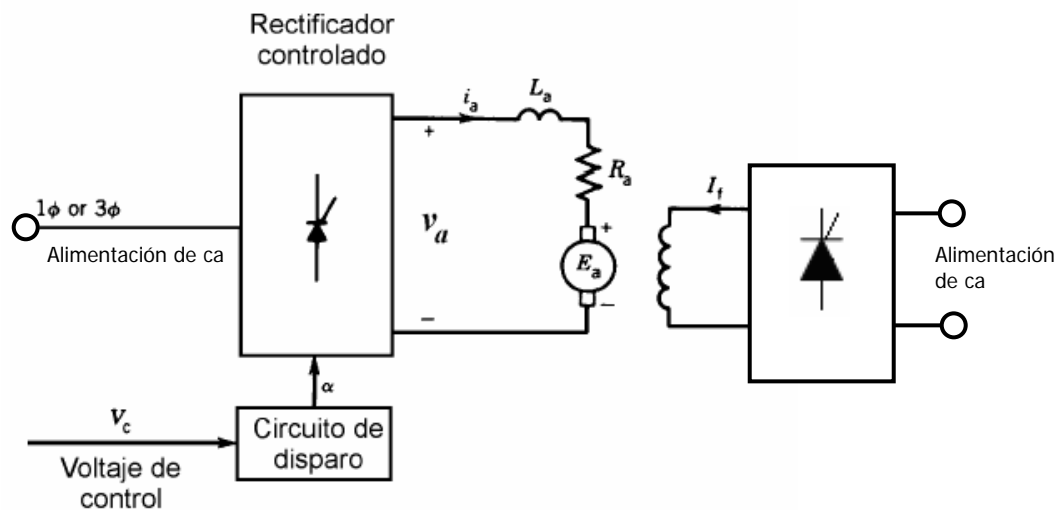 Rectificador
controlado
i_a
L_a
+
R_a
1ϕ or 3ϕ
Alimentación de ca
v_a
+
E_a
−
−
I_f
Alimentación
de ca
α
V_c
Voltaje de
control
Circuito de
disparo